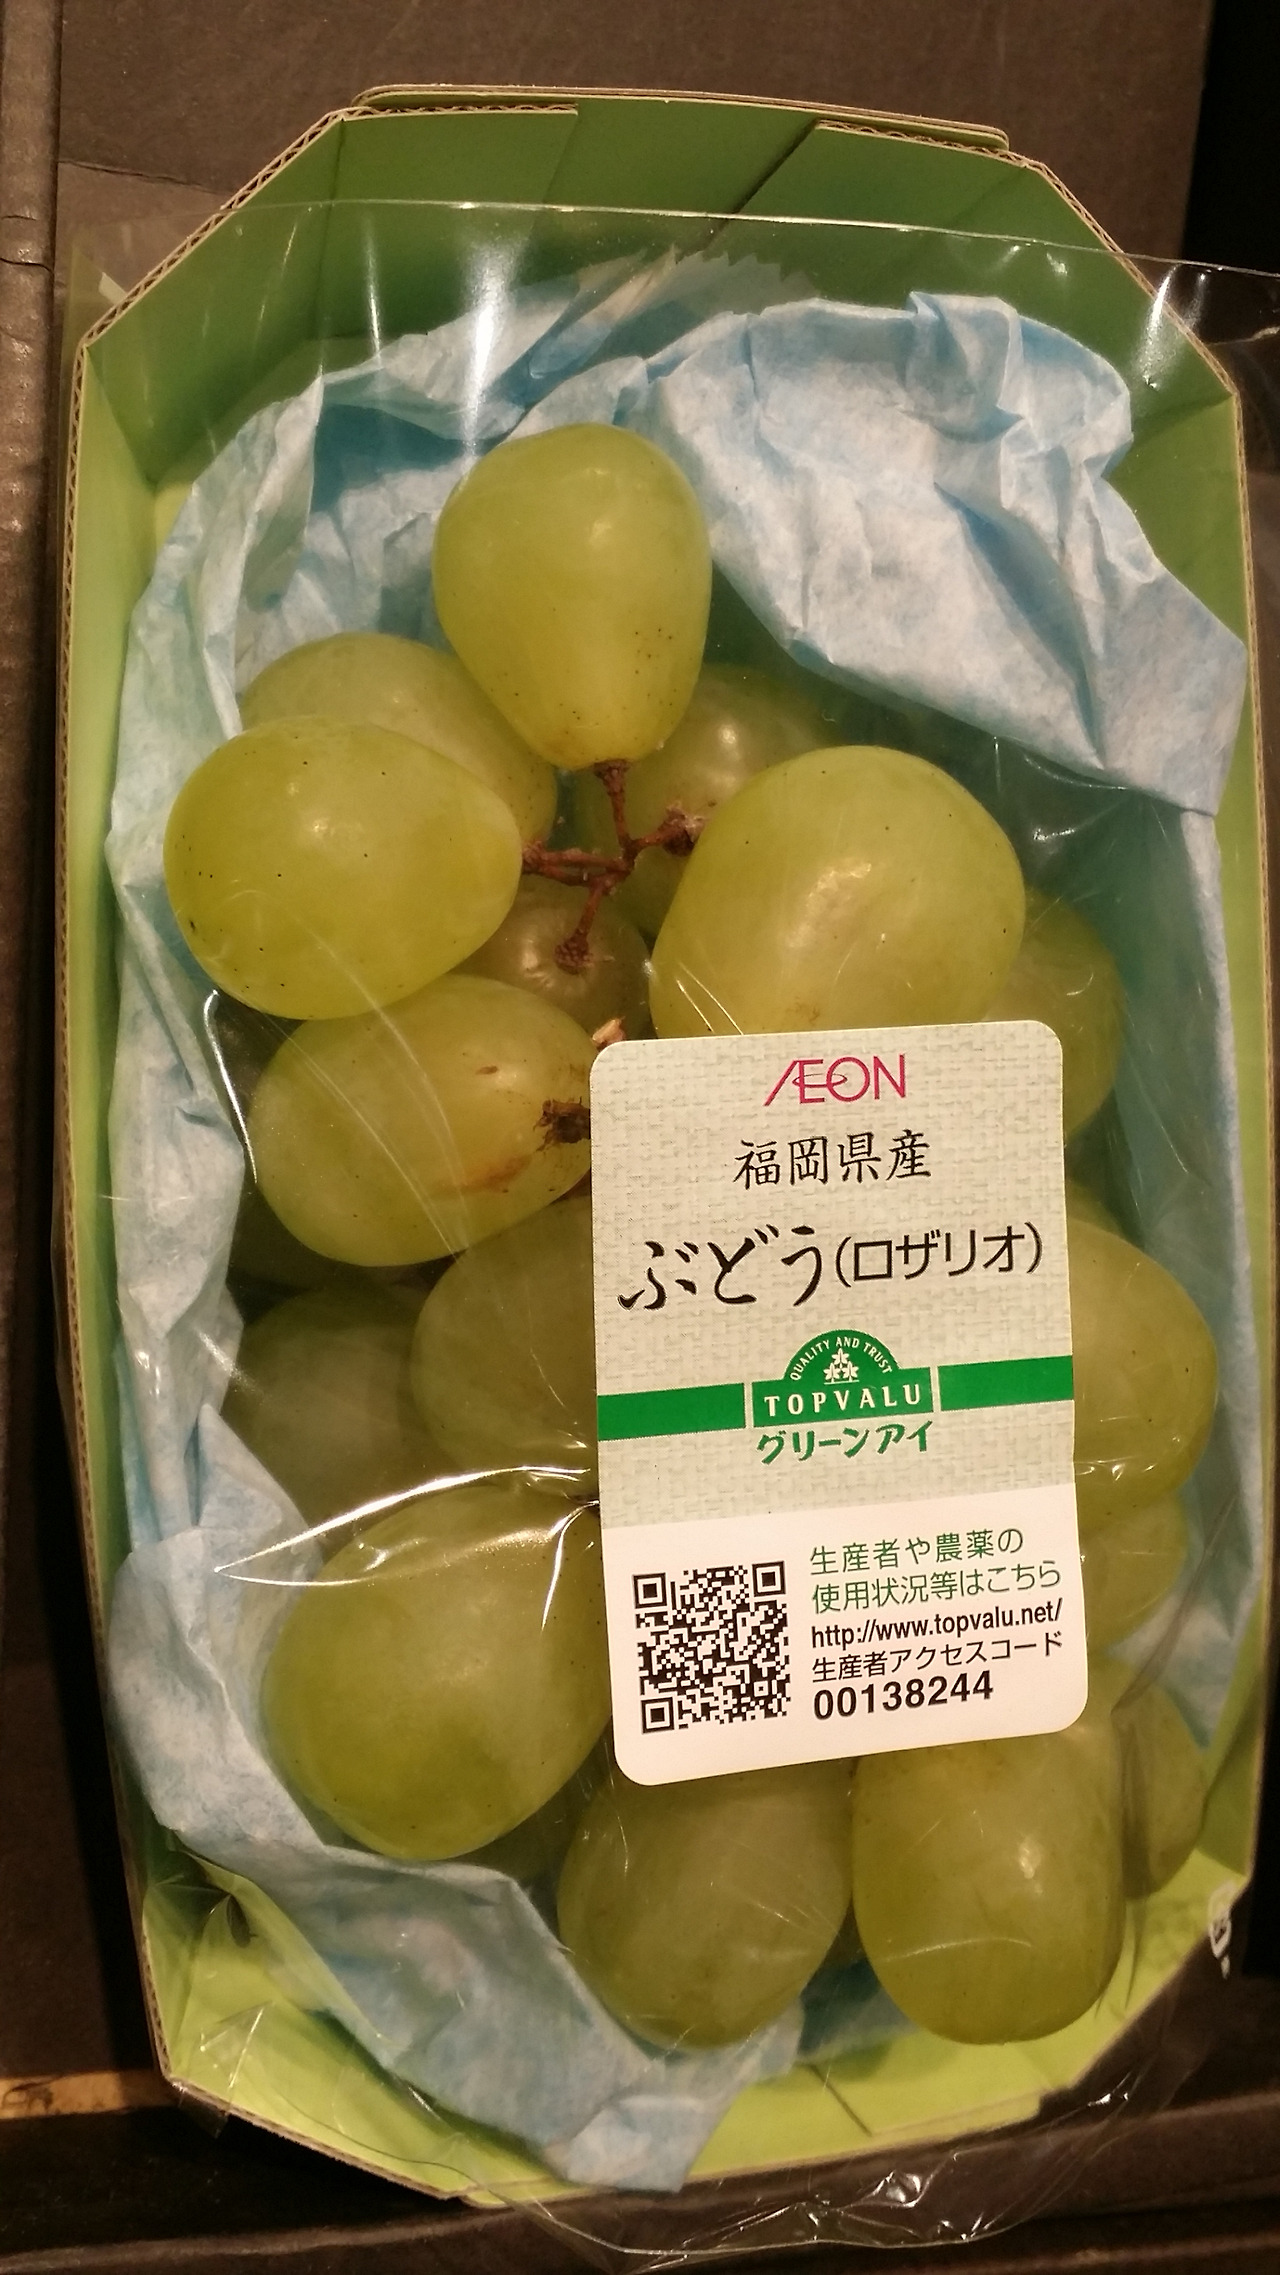 ÆON
福岡県産
ぶどう(ロザリオ)
QUALITY AND TRUST
TOPVALU
グリーンアイ
生産者や農薬の
使用状況等はこちら
http://www.topvalu.net/
生産者アクセスコード
00138244